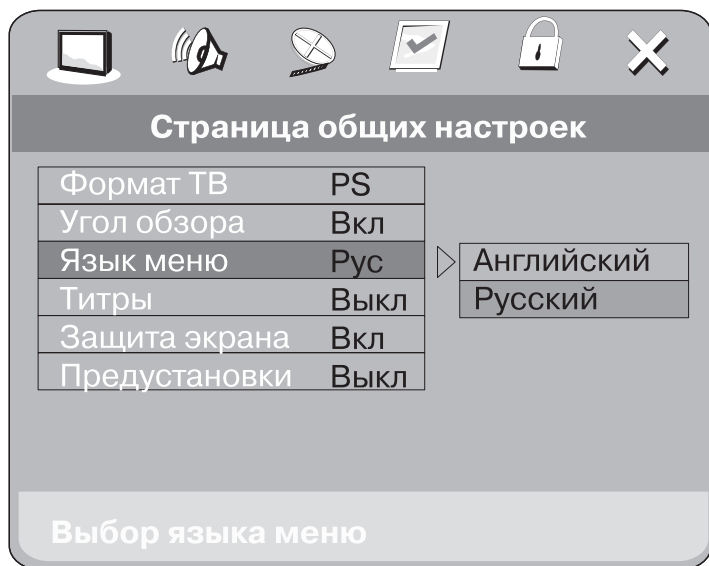 Страница общих настроек
Формат ТВ PS
Угол обзора Вкл
Язык меню Рус
Титры Выкл
Защита экрана Вкл
Предустановки Выкл
Английский
Русский
Выбор языка меню